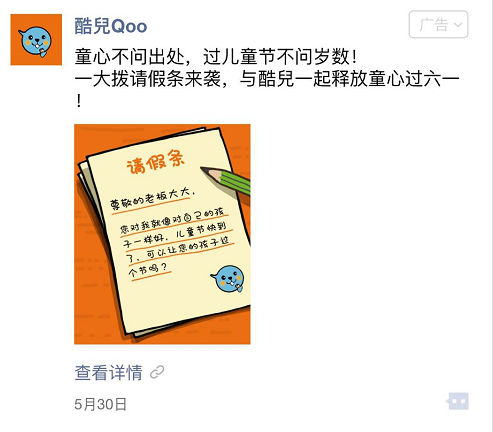 酷兒Qoo
广告
童心不问出处，过儿童节不问岁数！
一大拨请假条来袭，与酷兒一起释放童心过六一
！
请假条
尊敬的老板大大，
您对我就像对自己的孩
子一样好，儿童节快到
了，可以让您的孩子过
个节吗？
查看详情
5月30日